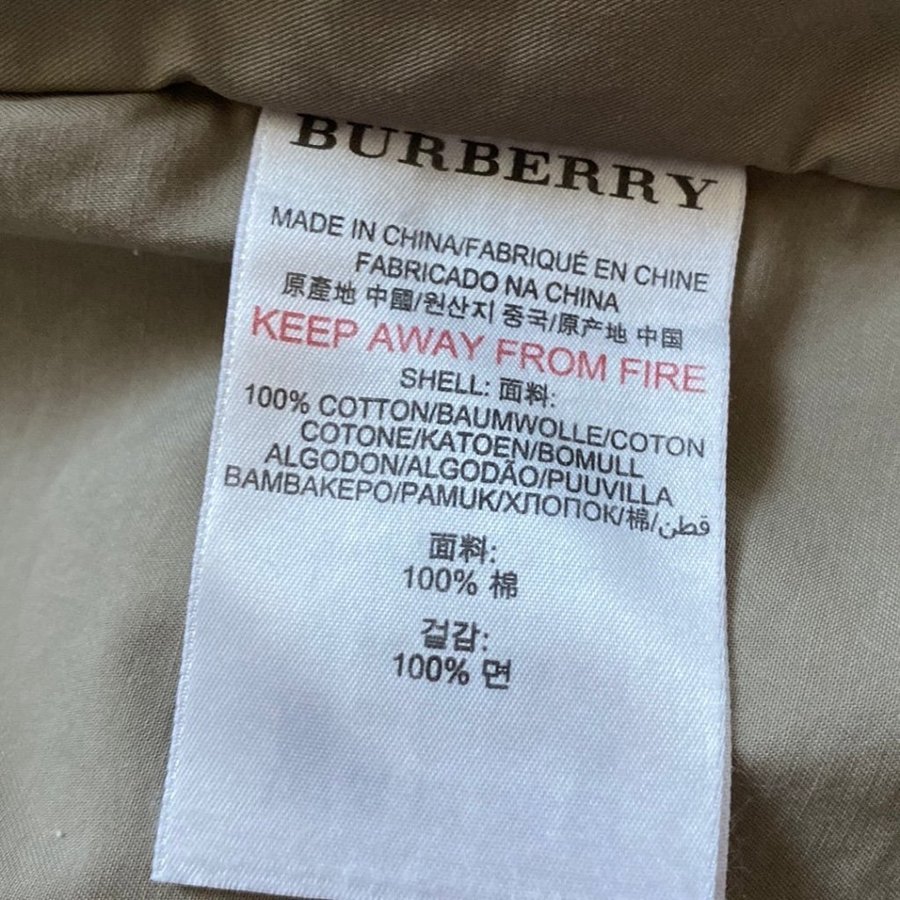 BURBERRY
MADE IN CHINA/FABRIQUÉ EN CHINE
FABRICADO NA CHINA
原產地 中國/원산지 중국/原产地 中国
KEEP AWAY FROM FIRE
SHELL: 面料:
100% COTTON/BAUMWOLLE/COTON
COTONE/KATOEN/BOMULL
ALGODON/ALGODÃO/PUUVILLA
BAMBAKEPO/PAMUK/ХЛОПОК/棉/قطن
面料:
100% 棉
겉감:
100% 면